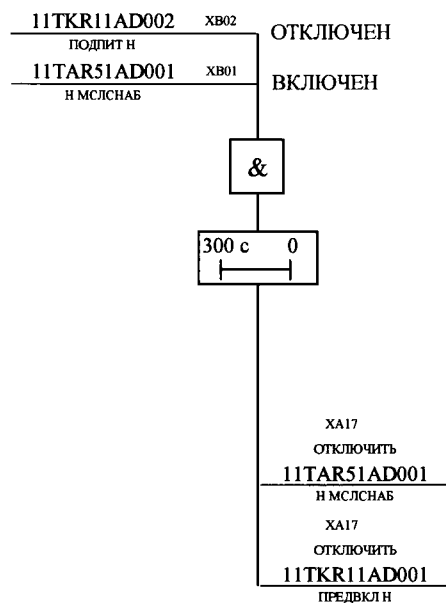 11TKR11AD002 XB02 ОТКЛЮЧЕН
ПОДПИТ Н
11TAR51AD001 XB01 ВКЛЮЧЕН
Н МСЛСНАБ
&
300 с 0
XA17
ОТКЛЮЧИТЬ
11TAR51AD001
Н МСЛСНАБ
XA17
ОТКЛЮЧИТЬ
11TKR11AD001
ПРЕДВКЛ Н